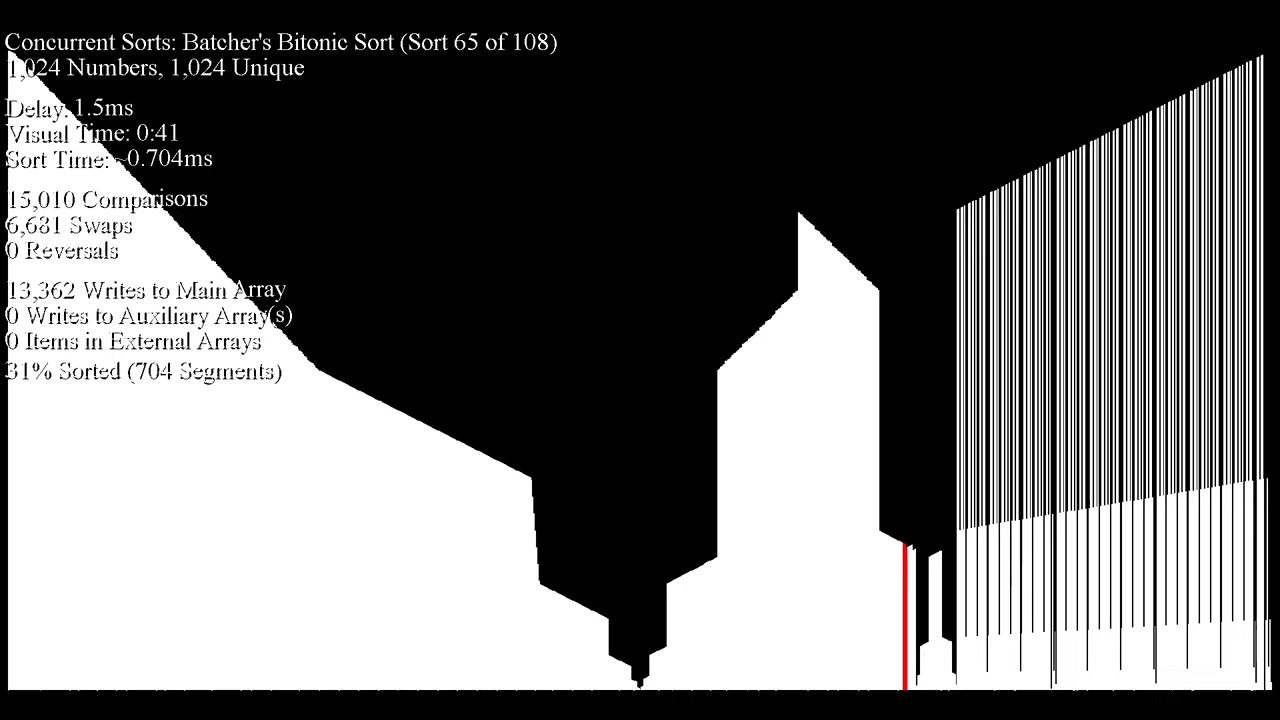 Concurrent Sorts: Batcher's Bitonic Sort (Sort 65 of 108)
1,024 Numbers, 1,024 Unique
Delay: 1.5ms
Visual Time: 0:41
Sort Time: ~0.704ms
15,010 Comparisons
6,681 Swaps
0 Reversals
13,362 Writes to Main Array
0 Writes to Auxiliary Array(s)
0 Items in External Arrays
31% Sorted (704 Segments)